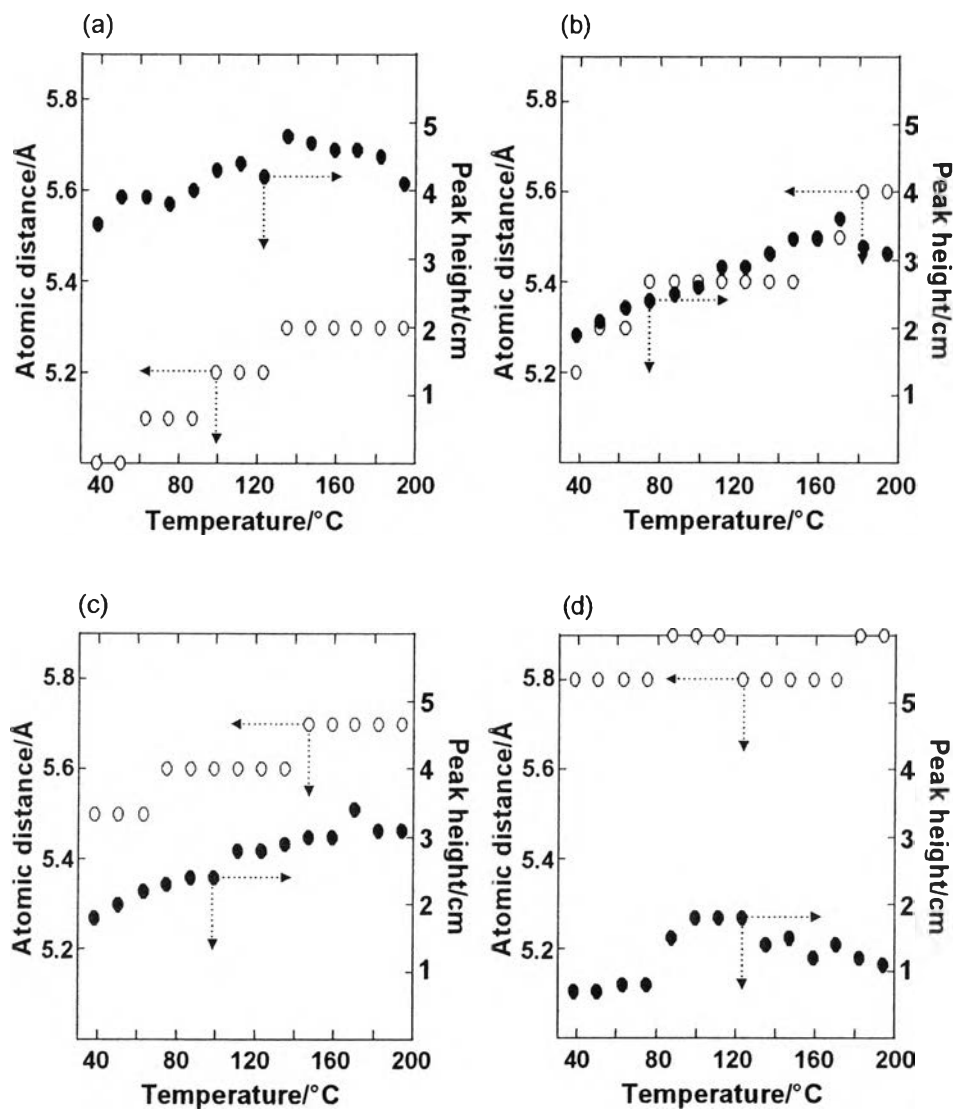 (a)
Atomic distance/Å
5.8
5.6
5.4
5.2
5
4
3
2
1
Peak height/cm
40 80 120 160 200
Temperature/°C
(b)
Atomic distance/Å
5.8
5.6
5.4
5.2
5
4
3
2
1
Peak height/cm
40 80 120 160 200
Temperature/°C
(c)
Atomic distance/Å
5.8
5.6
5.4
5.2
5
4
3
2
1
Peak height/cm
40 80 120 160 200
Temperature/°C
(d)
Atomic distance/Å
5.8
5.6
5.4
5.2
5
4
3
2
1
Peak height/cm
40 80 120 160 200
Temperature/°C